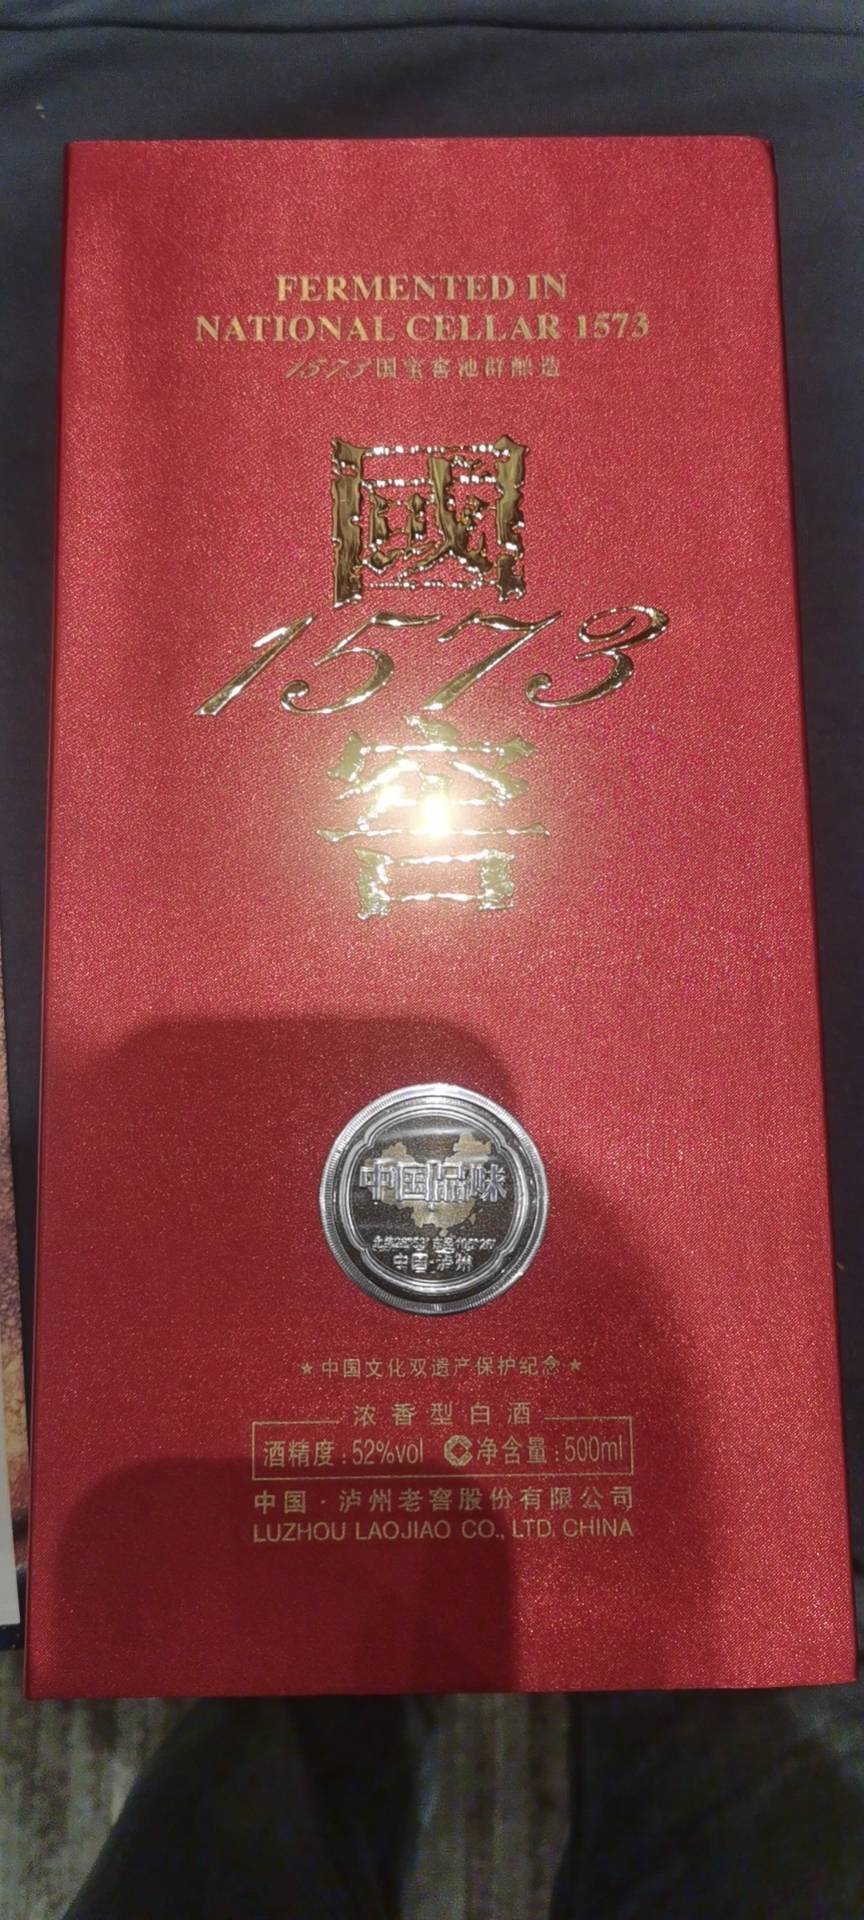 FERMENTED IN
NATIONAL CELLAR 1573
1573国宝窖池群酿造
國
1573
窖
中国品味
中国·泸州
★中国文化双遗产保护纪念★
浓香型白酒
酒精度:52%vol 净含量:500ml
中国·泸州老窖股份有限公司
LUZHOU LAOJIAO CO., LTD. CHINA